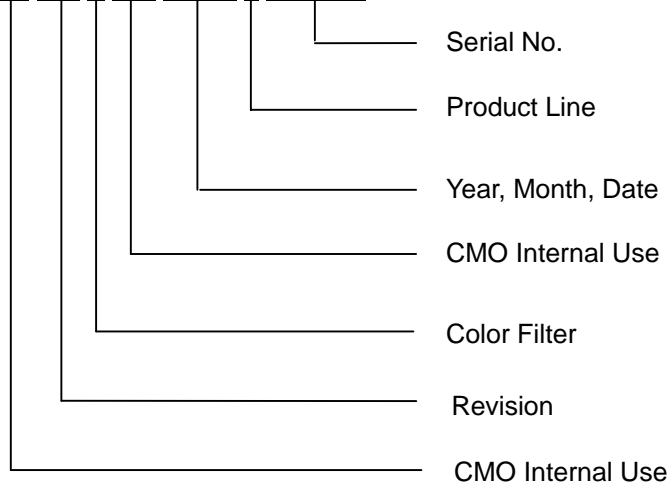 Serial No.
Product Line
Year, Month, Date
CMO Internal Use
Color Filter
Revision
CMO Internal Use